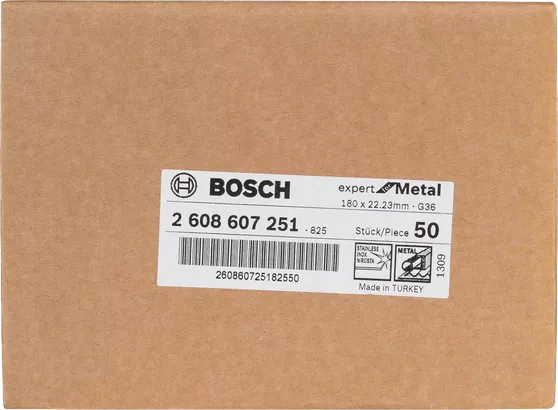 BOSCH
expert for Metal
180 x 22.23mm - G36
2 608 607 251 . 825
Stück/Piece 50
260860725182550
STAINLESS
INOX
NIROSTA
METAL
1309
Made in TURKEY